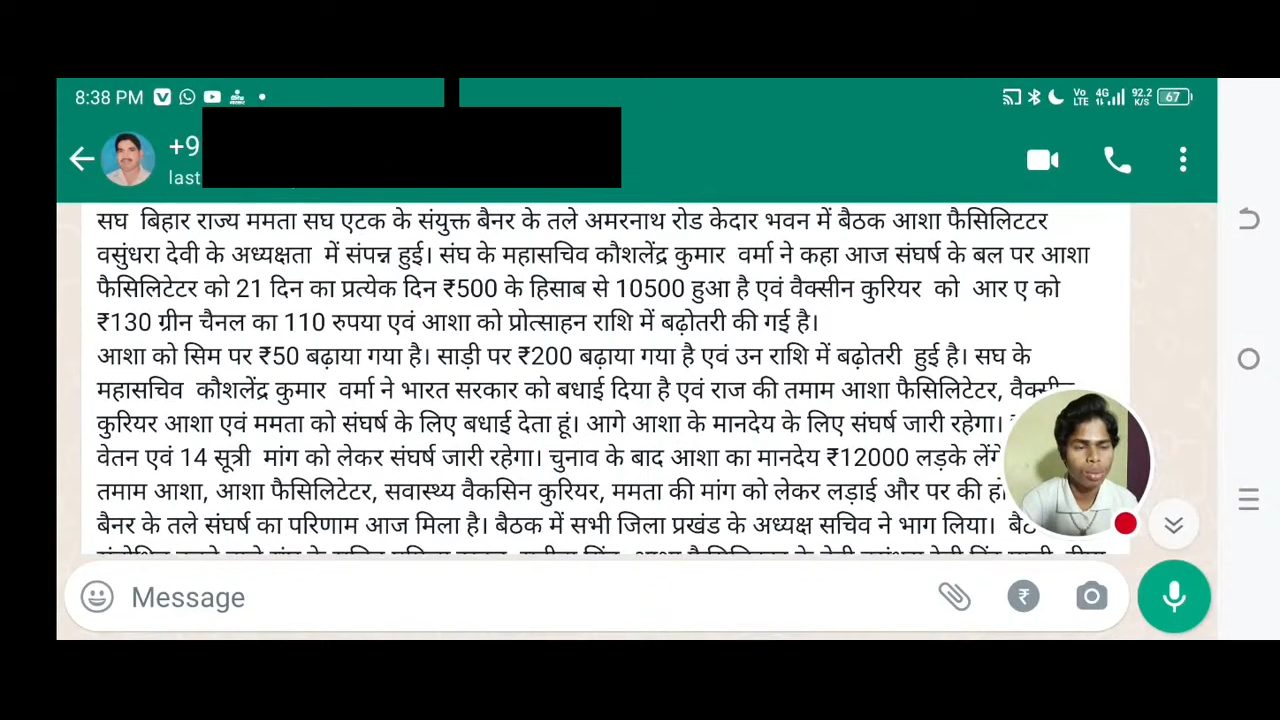 8:38 PM
Vo LTE 4G 92.2 K/S 67
+9
last
सघ बिहार राज्य ममता सघ एटक के संयुक्त बैनर के तले अमरनाथ रोड केदार भवन में बैठक आशा फैसिलिटटर
वसुंधरा देवी के अध्यक्षता में संपन्न हुई। संघ के महासचिव कौशलेंद्र कुमार वर्मा ने कहा आज संघर्ष के बल पर आशा
फैसिलिटेटर को 21 दिन का प्रत्येक दिन ₹500 के हिसाब से 10500 हुआ है एवं वैक्सीन कुरियर को आर ए को
₹130 ग्रीन चैनल का 110 रुपया एवं आशा को प्रोत्साहन राशि में बढ़ोतरी की गई है।
आशा को सिम पर ₹50 बढ़ाया गया है। साड़ी पर ₹200 बढ़ाया गया है एवं उन राशि में बढ़ोतरी हुई है। सघ के
महासचिव कौशलेंद्र कुमार वर्मा ने भारत सरकार को बधाई दिया है एवं राज की तमाम आशा फैसिलिटेटर, वैक्सीन
कुरियर आशा एवं ममता को संघर्ष के लिए बधाई देता हूं। आगे आशा के मानदेय के लिए संघर्ष जारी रहेगा।
वेतन एवं 14 सूत्री मांग को लेकर संघर्ष जारी रहेगा। चुनाव के बाद आशा का मानदेय ₹12000 लड़के लेंगे
तमाम आशा, आशा फैसिलिटेटर, सवास्थ्य वैकसिन कुरियर, ममता की मांग को लेकर लड़ाई और पर की
बैनर के तले संघर्ष का परिणाम आज मिला है। बैठक में सभी जिला प्रखंड के अध्यक्ष सचिव ने भाग लिया।
Message